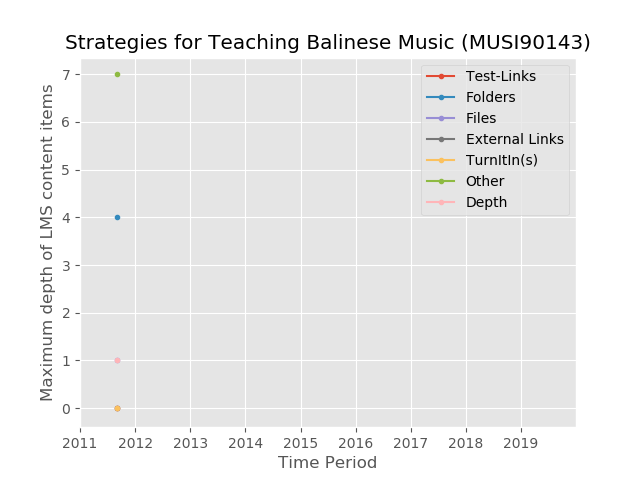 Strategies for Teaching Balinese Music (MUSI90143)
Maximum depth of LMS content items
7
6
5
4
3
2
1
0
Test-Links
Folders
Files
External Links
TurnItIn(s)
Other
Depth
2011 2012 2013 2014 2015 2016 2017 2018 2019
Time Period